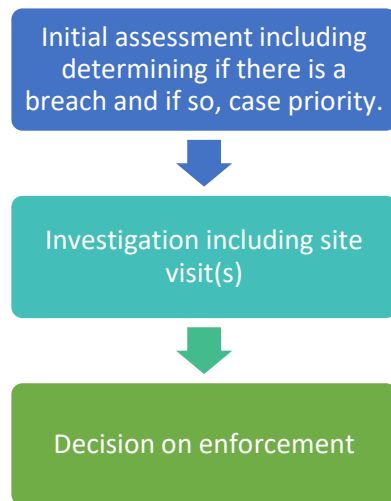 Initial assessment including
determining if there is a
breach and if so, case priority.
Investigation including site
visit(s)
Decision on enforcement